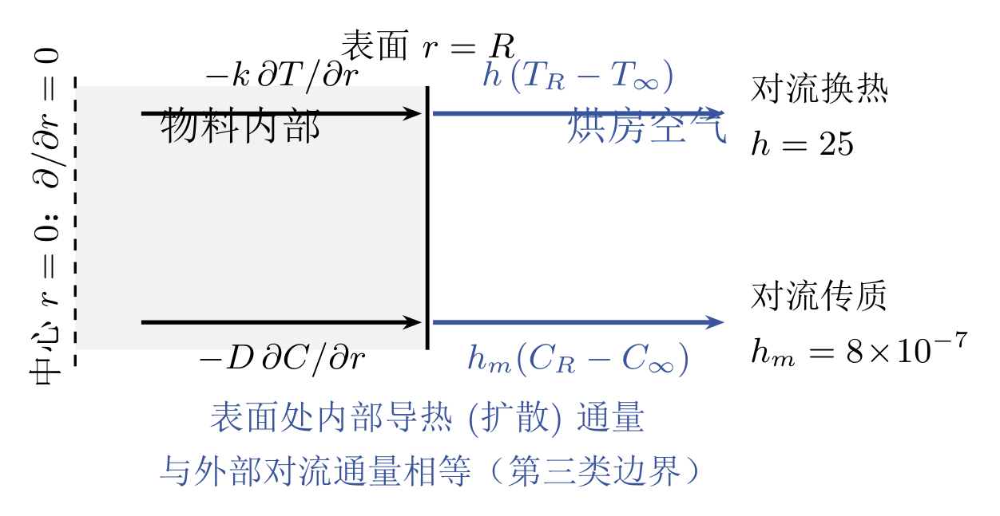 表面 r = R
−k ∂T/∂r
h (T_R − T_∞)
物料内部
烘房空气
对流换热
h = 25
中心 r = 0：∂/∂r = 0
对流传质
h_m = 8×10^{−7}
−D ∂C/∂r
h_m(C_R − C_∞)
表面处内部导热 (扩散) 通量
与外部对流通量相等（第三类边界）